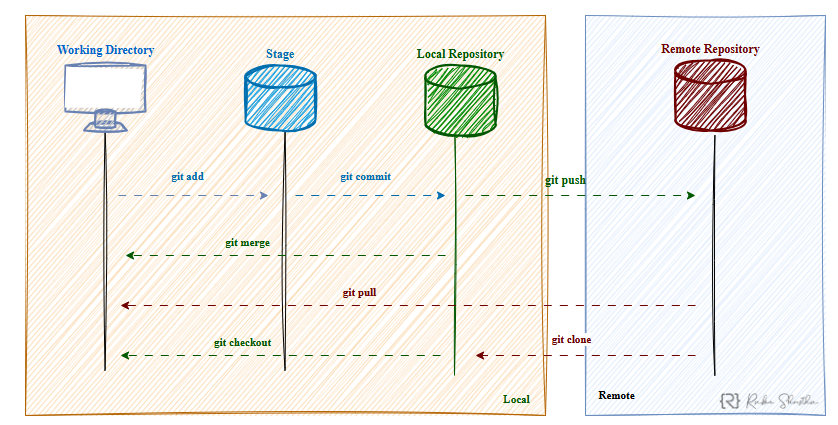 Working Directory
Stage
Local Repository
Remote Repository
git add
git commit
git push
git merge
git pull
git checkout
git clone
Local
Remote
{R}